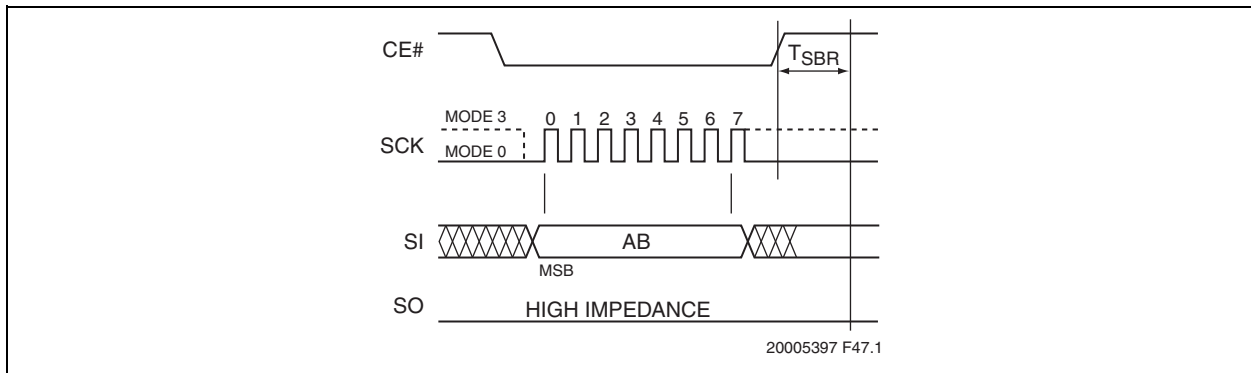 CE#
TSBR
MODE 3
0 1 2 3 4 5 6 7
SCK
MODE 0
SI
AB
MSB
SO
HIGH IMPEDANCE
20005397 F47.1